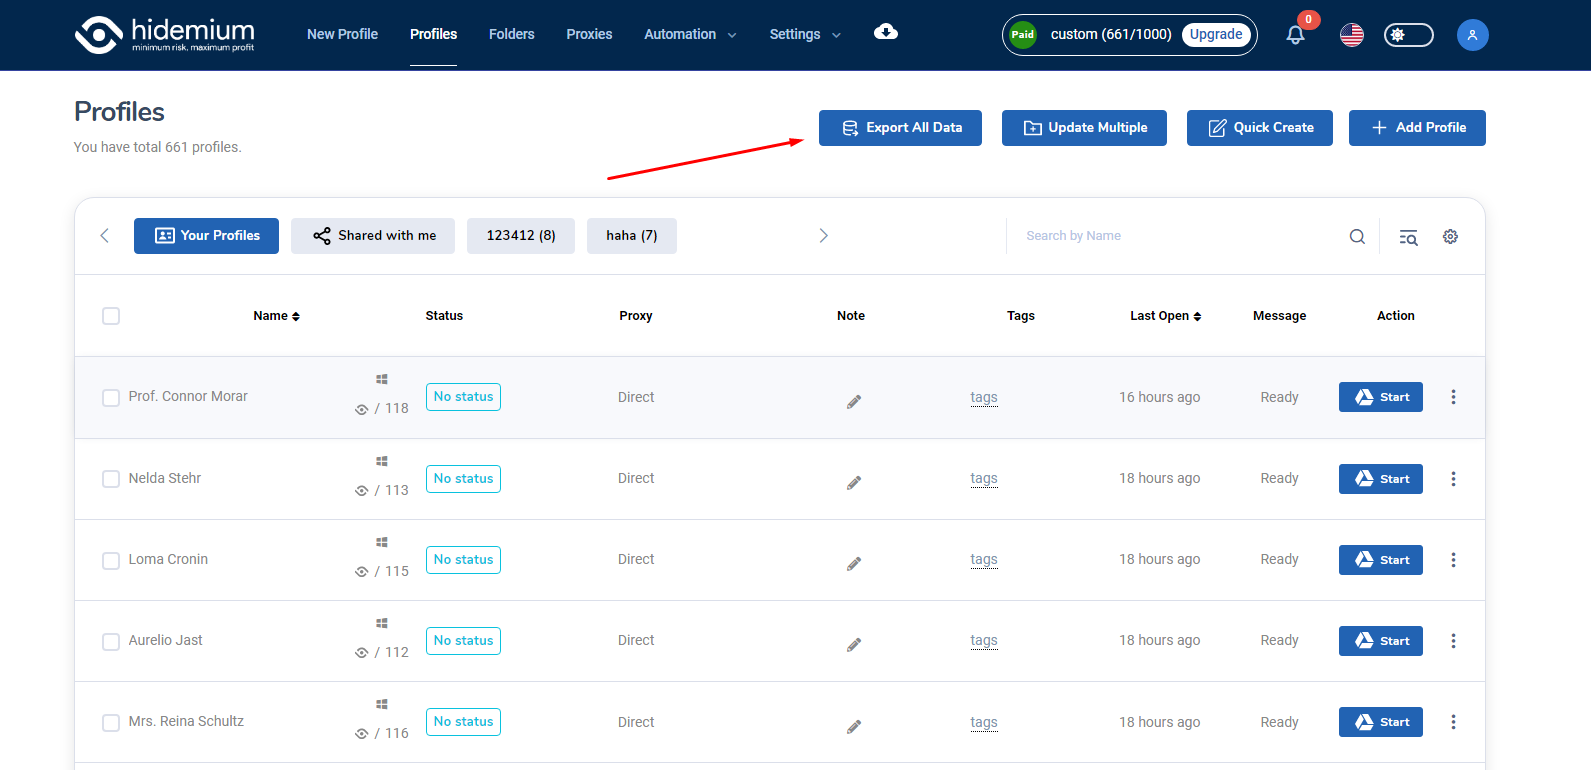 hidemium
minimum risk, maximum profit
New Profile
Profiles
Folders
Proxies
Automation
Settings
Paid
custom (661/1000)
Upgrade
0
Profiles
You have total 661 profiles.
Export All Data
Update Multiple
Quick Create
Add Profile
Your Profiles
Shared with me
123412 (8)
haha (7)
Search by Name
Name
Status
Proxy
Note
Tags
Last Open
Message
Action
Prof. Connor Morar
/ 118
No status
Direct
tags
16 hours ago
Ready
Start
Nelda Stehr
/ 113
No status
Direct
tags
18 hours ago
Ready
Start
Loma Cronin
/ 115
No status
Direct
tags
18 hours ago
Ready
Start
Aurelio Jast
/ 112
No status
Direct
tags
18 hours ago
Ready
Start
Mrs. Reina Schultz
/ 116
No status
Direct
tags
18 hours ago
Ready
Start